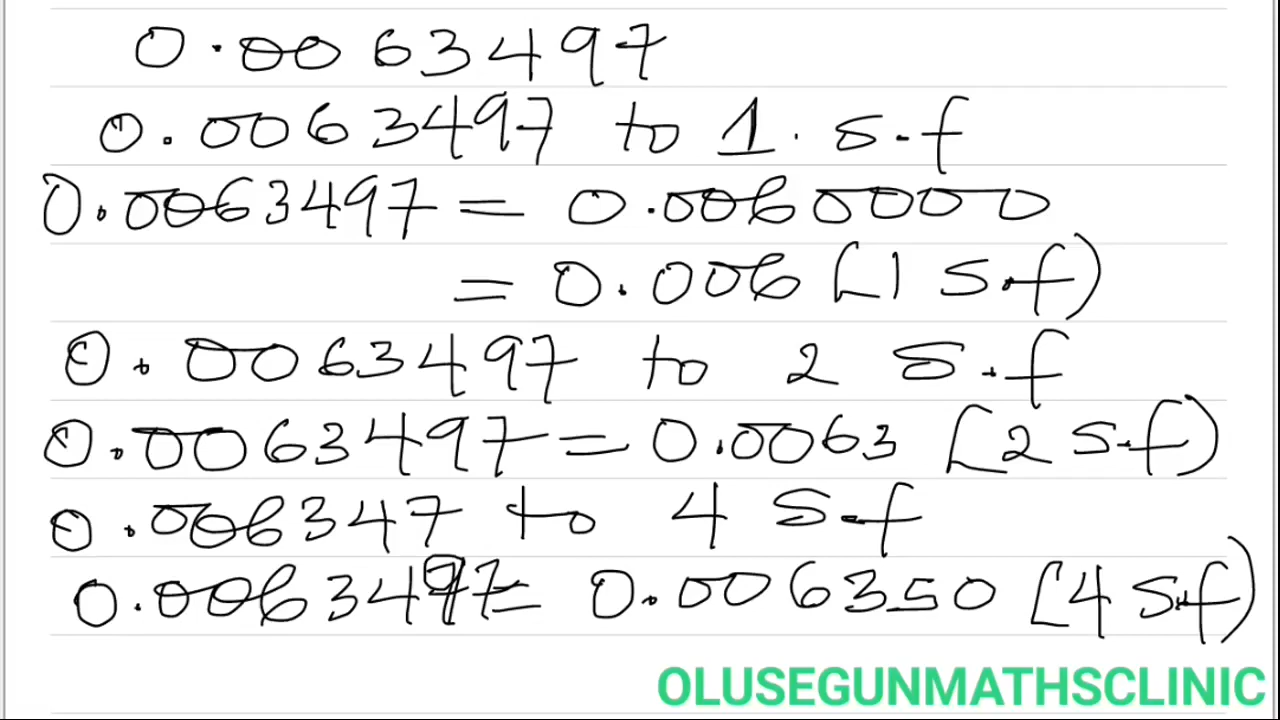 0.0063497
0.0063497 to 1. s.f
0.0063497 = 0.0060000
= 0.006 [1 s.f)
0.0063497 to 2 s.f
0.0063497 = 0.0063 [2 s.f)
0.006347 to 4 s.f
0.0063497 = 0.006350 [4 s.f)
OLUSEGUNMATHSCLINIC